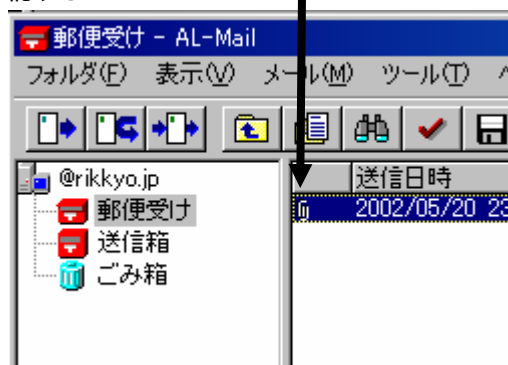 郵便受け - AL-Mail
フォルダ(F) 表示(V) メール(M) ツール(T)
@rikkyo.jp
郵便受け
送信箱
ごみ箱
送信日時
2002/05/20 23